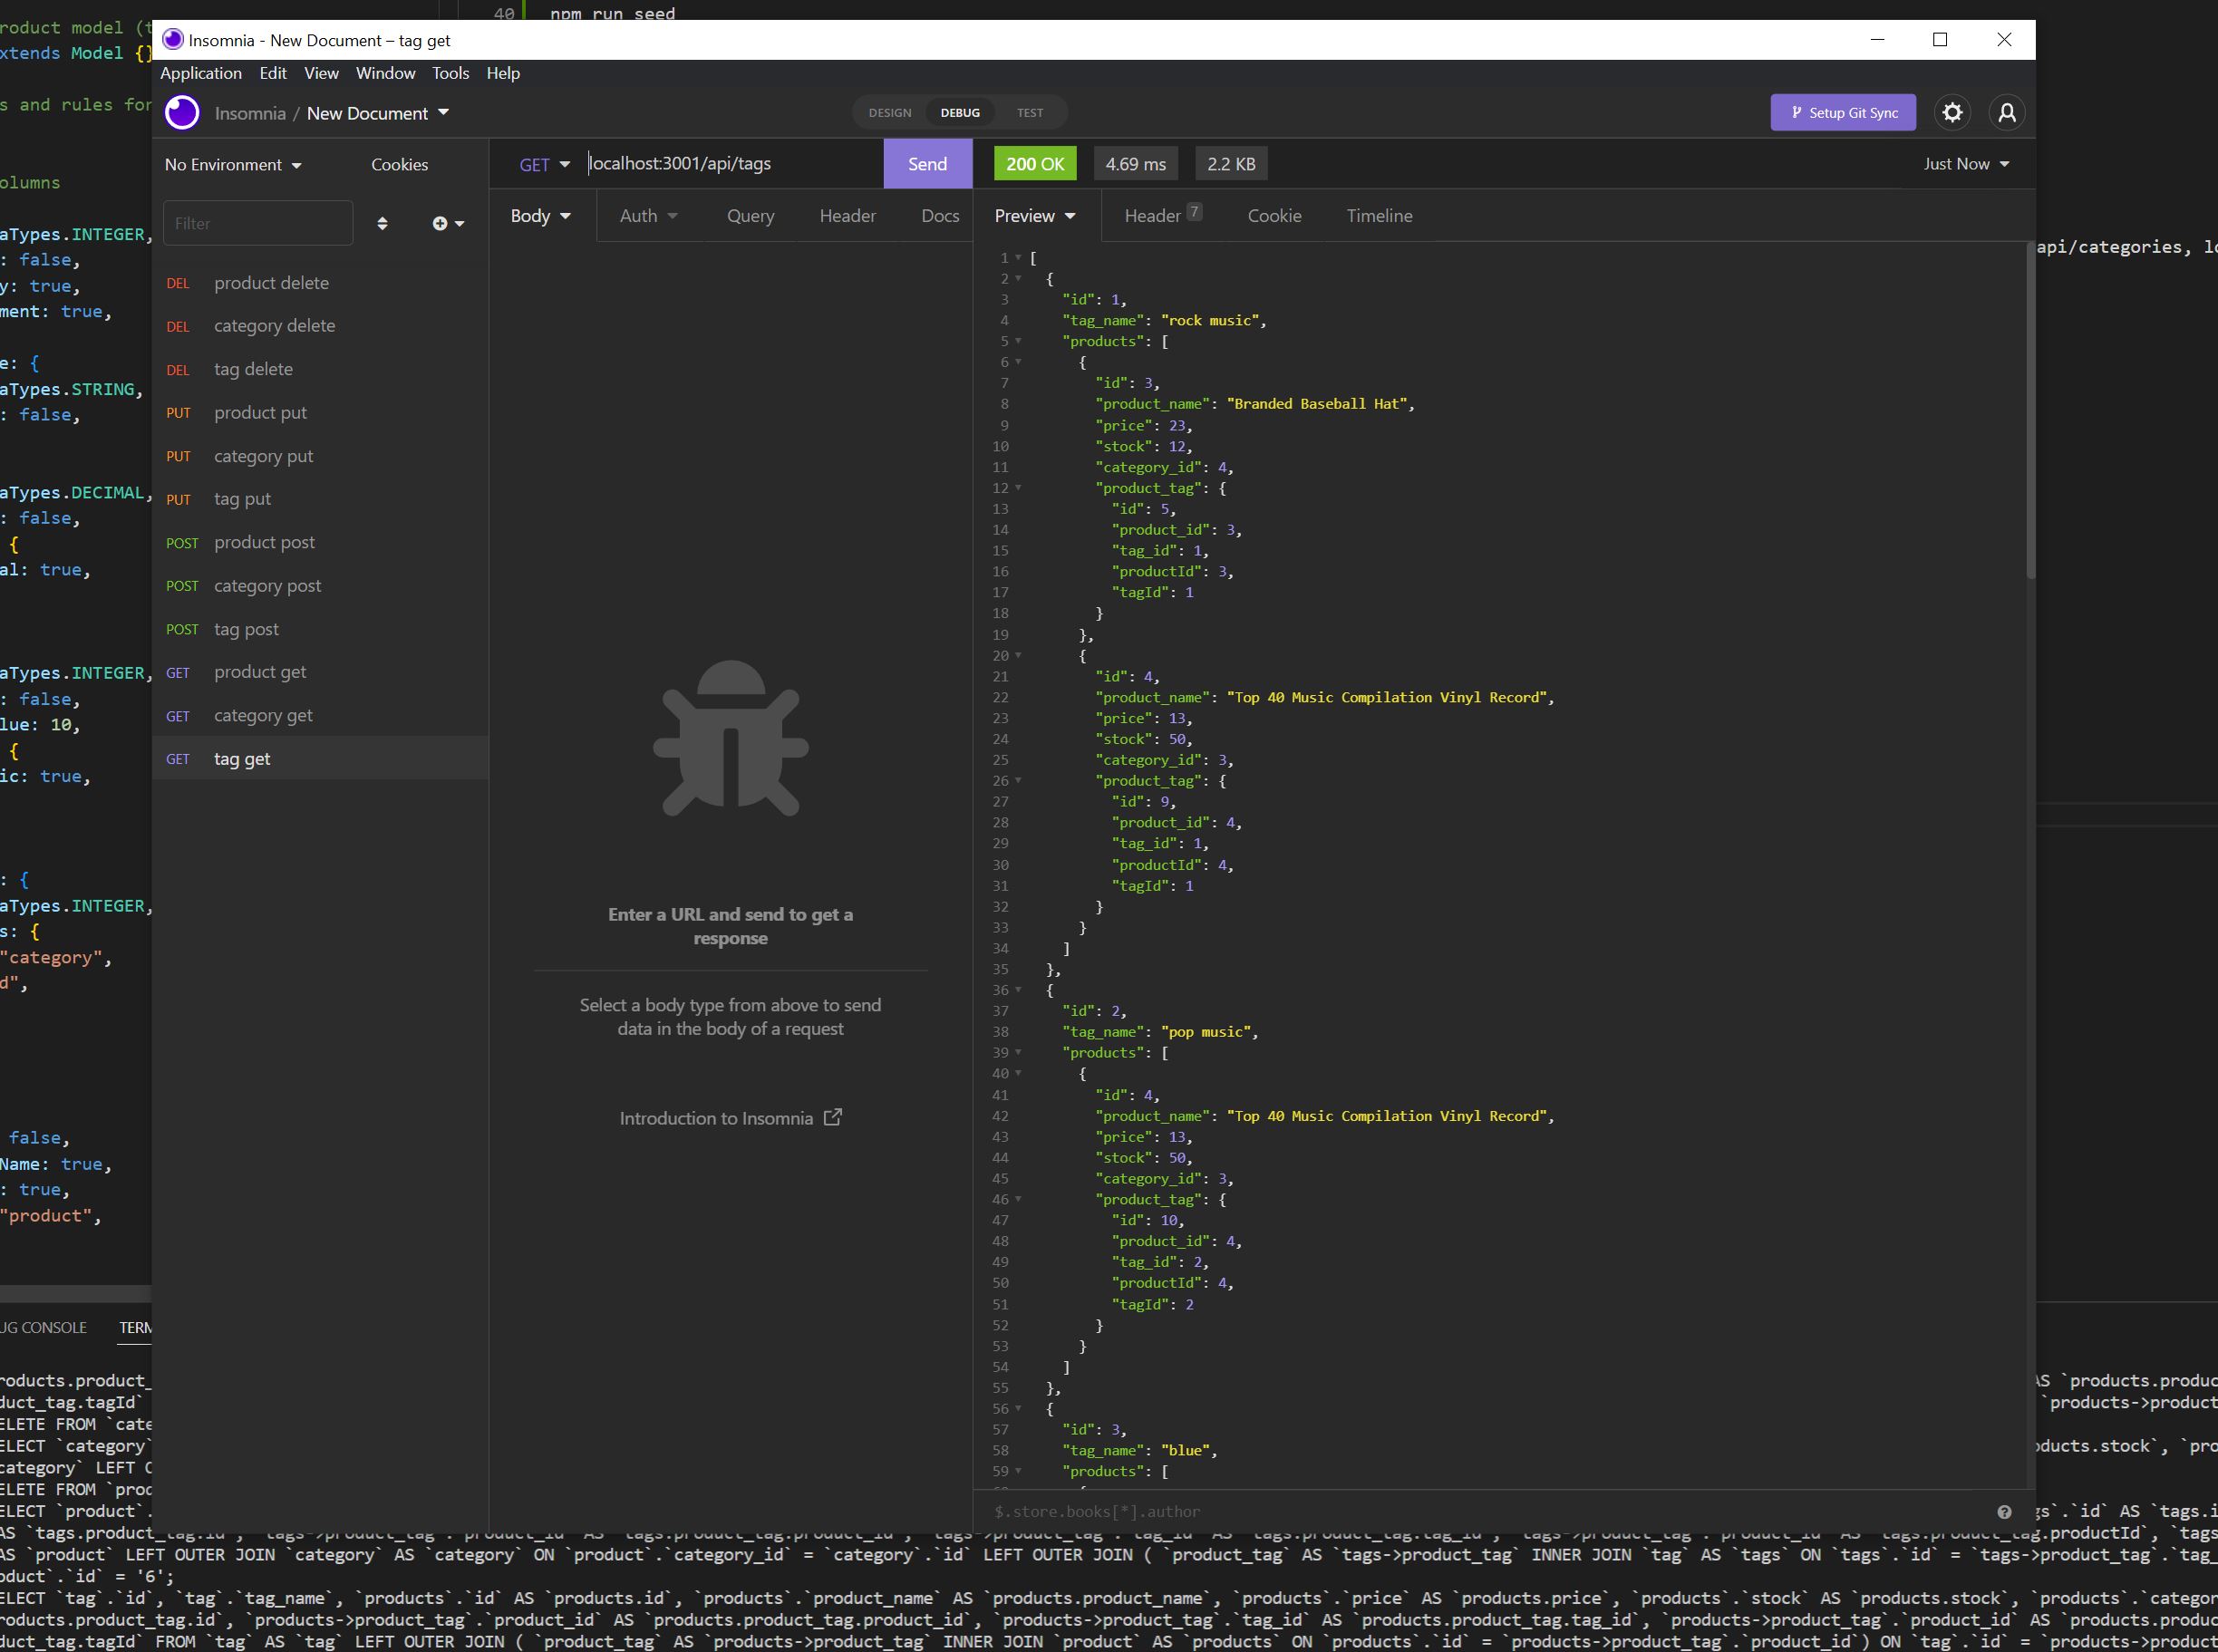 40 npm run seed
roduct model (t
xtends Model {}
s and rules for
olumns
aTypes.INTEGER,
: false,
y: true,
ment: true,
e: {
aTypes.STRING,
: false,
aTypes.DECIMAL,
: false,
{
al: true,
aTypes.INTEGER,
: false,
lue: 10,
{
ic: true,
: {
aTypes.INTEGER,
s: {
"category",
d",
false,
Name: true,
: true,
"product",
UG CONSOLE TERM
Insomnia - New Document – tag get
Application Edit View Window Tools Help
Insomnia / New Document
DESIGN DEBUG TEST
Setup Git Sync
No Environment Cookies
Filter
DEL product delete
DEL category delete
DEL tag delete
PUT product put
PUT category put
PUT tag put
POST product post
POST category post
POST tag post
GET product get
GET category get
GET tag get
GET localhost:3001/api/tags Send
Body Auth Query Header Docs
Enter a URL and send to get a
response
Select a body type from above to send
data in the body of a request
Introduction to Insomnia
200 OK 4.69 ms 2.2 KB Just Now
Preview Header 7 Cookie Timeline
1 [
2 {
3 "id": 1,
4 "tag_name": "rock music",
5 "products": [
6 {
7 "id": 3,
8 "product_name": "Branded Baseball Hat",
9 "price": 23,
10 "stock": 12,
11 "category_id": 4,
12 "product_tag": {
13 "id": 5,
14 "product_id": 3,
15 "tag_id": 1,
16 "productId": 3,
17 "tagId": 1
18 }
19 },
20 {
21 "id": 4,
22 "product_name": "Top 40 Music Compilation Vinyl Record",
23 "price": 13,
24 "stock": 50,
25 "category_id": 3,
26 "product_tag": {
27 "id": 9,
28 "product_id": 4,
29 "tag_id": 1,
30 "productId": 4,
31 "tagId": 1
32 }
33 }
34 ]
35 },
36 {
37 "id": 2,
38 "tag_name": "pop music",
39 "products": [
40 {
41 "id": 4,
42 "product_name": "Top 40 Music Compilation Vinyl Record",
43 "price": 13,
44 "stock": 50,
45 "category_id": 3,
46 "product_tag": {
47 "id": 10,
48 "product_id": 4,
49 "tag_id": 2,
50 "productId": 4,
51 "tagId": 2
52 }
53 }
54 ]
55 },
56 {
57 "id": 3,
58 "tag_name": "blue",
59 "products": [
$.store.books[*].author
api/categories, lo
roducts.product_ AS `products.produc
duct_tag.tagId` `products->product
ELETE FROM `cate
ELECT `category` oducts.stock`, `pro
category` LEFT O
ELETE FROM `prod
ELECT `product`. gs`.`id` AS `tags.i
AS `tags.product_tag.id`, `tags->product_tag`.`product_id` AS `tags.product_tag.product_id`, `tags->product_tag`.`tag_id` AS `tags.product_tag.tag_id`, `tags->product_tag`.`product_id` AS `tags.product_tag.productId`, `tags
AS `product` LEFT OUTER JOIN `category` AS `category` ON `product`.`category_id` = `category`.`id` LEFT OUTER JOIN ( `product_tag` AS `tags->product_tag` INNER JOIN `tag` AS `tags` ON `tags`.`id` = `tags->product_tag`.`tag_
oduct`.`id` = '6';
ELECT `tag`.`id`, `tag`.`tag_name`, `products`.`id` AS `products.id`, `products`.`product_name` AS `products.product_name`, `products`.`price` AS `products.price`, `products`.`stock` AS `products.stock`, `products`.`categor
roducts.product_tag.id`, `products->product_tag`.`product_id` AS `products.product_tag.product_id`, `products->product_tag`.`tag_id` AS `products.product_tag.tag_id`, `products->product_tag`.`product_id` AS `products.produc
duct_tag.tagId` FROM `tag` AS `tag` LEFT OUTER JOIN ( `product_tag` AS `products->product_tag` INNER JOIN `product` AS `products` ON `products`.`id` = `products->product_tag`.`product_id`) ON `tag`.`id` = `products->product